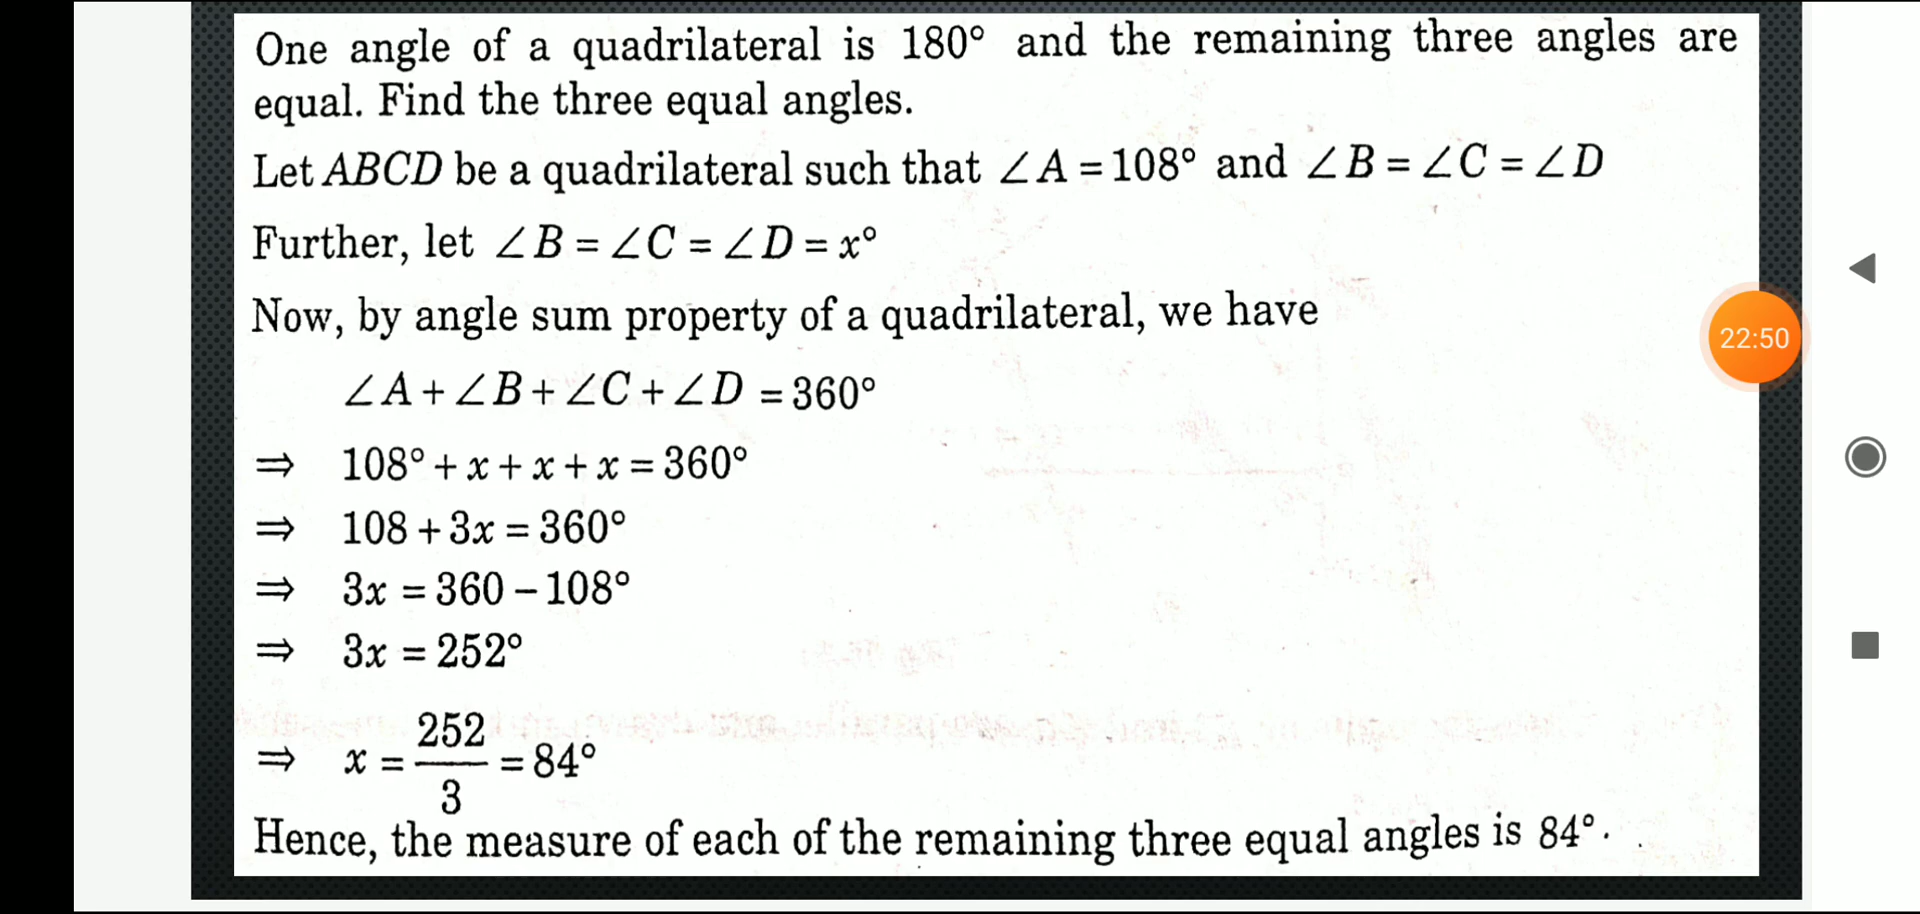 One angle of a quadrilateral is 180° and the remaining three angles are
equal. Find the three equal angles.
Let ABCD be a quadrilateral such that ∠A = 108° and ∠B = ∠C = ∠D
Further, let ∠B = ∠C = ∠D = x°
Now, by angle sum property of a quadrilateral, we have
∠A + ∠B + ∠C + ∠D = 360°
⇒ 108° + x + x + x = 360°
⇒ 108 + 3x = 360°
⇒ 3x = 360 – 108°
⇒ 3x = 252°
⇒ x = 252/3 = 84°
Hence, the measure of each of the remaining three equal angles is 84°.
22:50